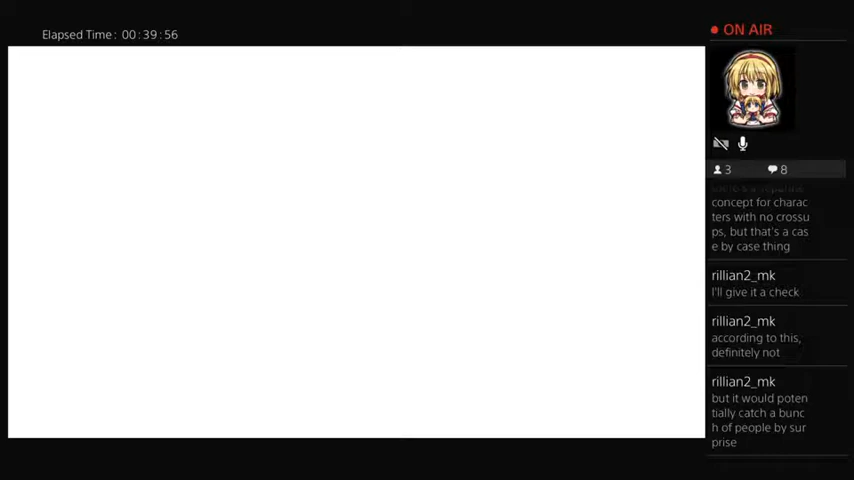 Elapsed Time: 00:39:56
ON AIR
3 8
concept for charac
ters with no crossu
ps, but that's a cas
e by case thing
rillian2_mk
I'll give it a check
rillian2_mk
according to this,
definitely not
rillian2_mk
but it would poten
tially catch a bunc
h of people by sur
prise